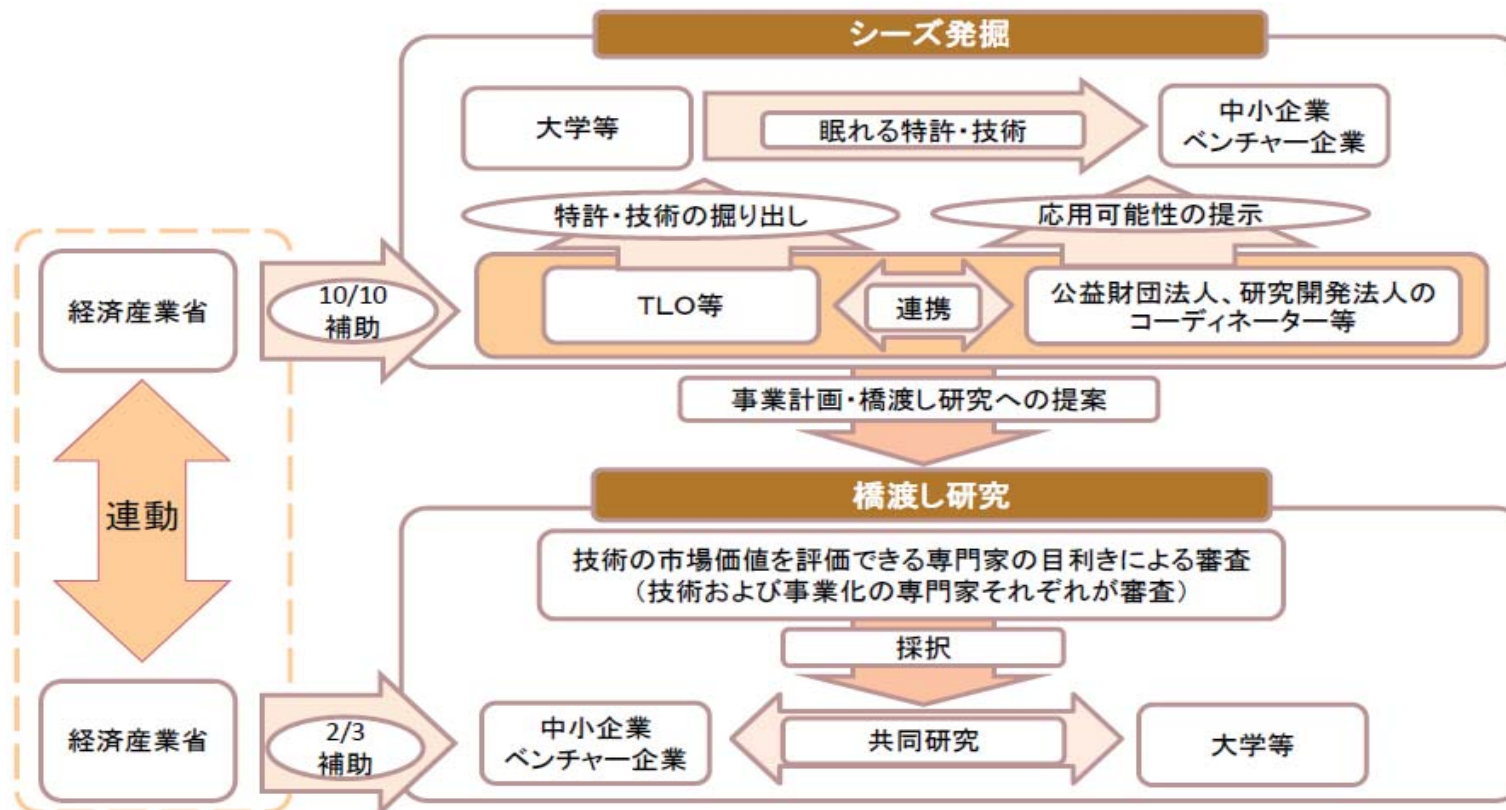 シーズ発掘
大学等
眠れる特許・技術
中小企業
ベンチャー企業
特許・技術の掘り出し
応用可能性の提示
経済産業省
10/10
補助
TLO等
連携
公益財団法人、研究開発法人の
コーディネーター等
事業計画・橋渡し研究への提案
連動
橋渡し研究
技術の市場価値を評価できる専門家の目利きによる審査
（技術および事業化の専門家それぞれが審査）
採択
経済産業省
2/3
補助
中小企業
ベンチャー企業
共同研究
大学等